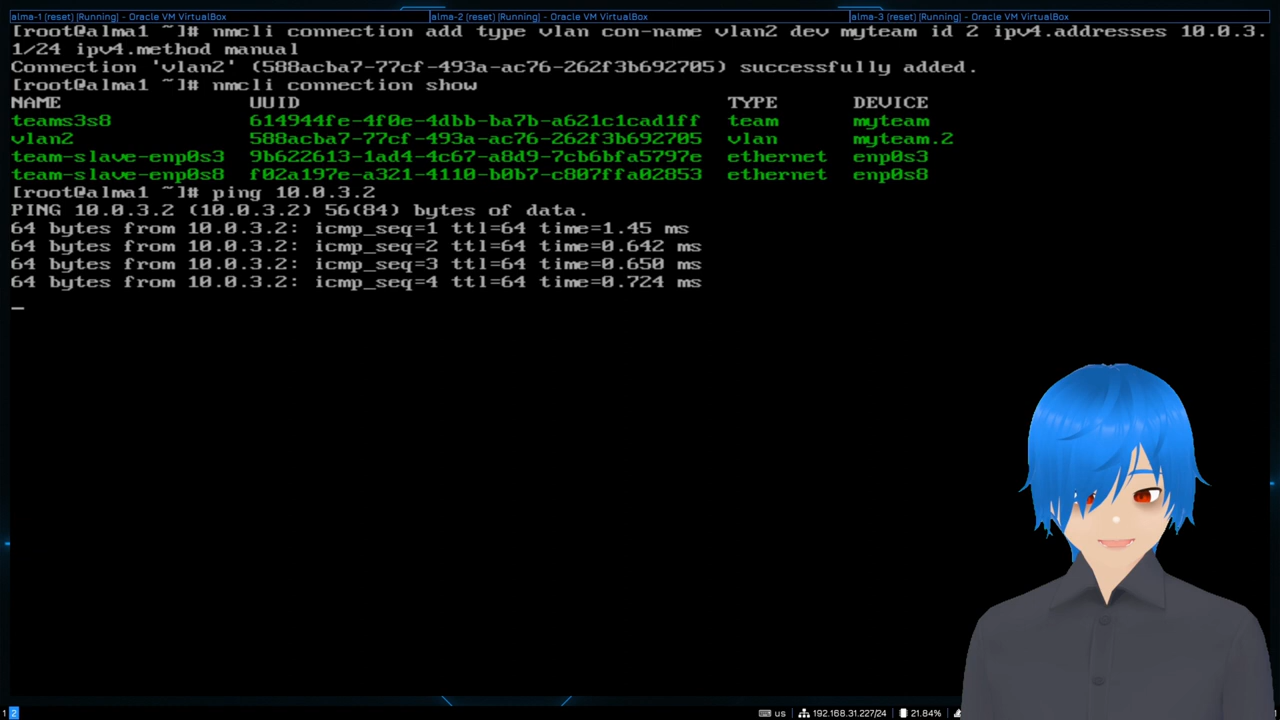 alma-1 (reset) [Running] - Oracle VM VirtualBox
alma-2 (reset) [Running] - Oracle VM VirtualBox
alma-3 (reset) [Running] - Oracle VM VirtualBox
[root@alma1 ~]# nmcli connection add type vlan con-name vlan2 dev myteam id 2 ipv4.addresses 10.0.3.
1/24 ipv4.method manual
Connection 'vlan2' (588acba7-77cf-493a-ac76-262f3b692705) successfully added.
[root@alma1 ~]# nmcli connection show
NAME UUID TYPE DEVICE
teams3s8 614944fe-4f0e-4dbb-ba7b-a621c1cad1ff team myteam
vlan2 588acba7-77cf-493a-ac76-262f3b692705 vlan myteam.2
team-slave-enp0s3 9b622613-1ad4-4c67-a8d9-7cb6bfa5797e ethernet enp0s3
team-slave-enp0s8 f02a197e-a321-4110-b0b7-c807ffa02853 ethernet enp0s8
[root@alma1 ~]# ping 10.0.3.2
PING 10.0.3.2 (10.0.3.2) 56(84) bytes of data.
64 bytes from 10.0.3.2: icmp_seq=1 ttl=64 time=1.45 ms
64 bytes from 10.0.3.2: icmp_seq=2 ttl=64 time=0.642 ms
64 bytes from 10.0.3.2: icmp_seq=3 ttl=64 time=0.650 ms
64 bytes from 10.0.3.2: icmp_seq=4 ttl=64 time=0.724 ms
1 2 us 192.168.31.227/24 21.84%